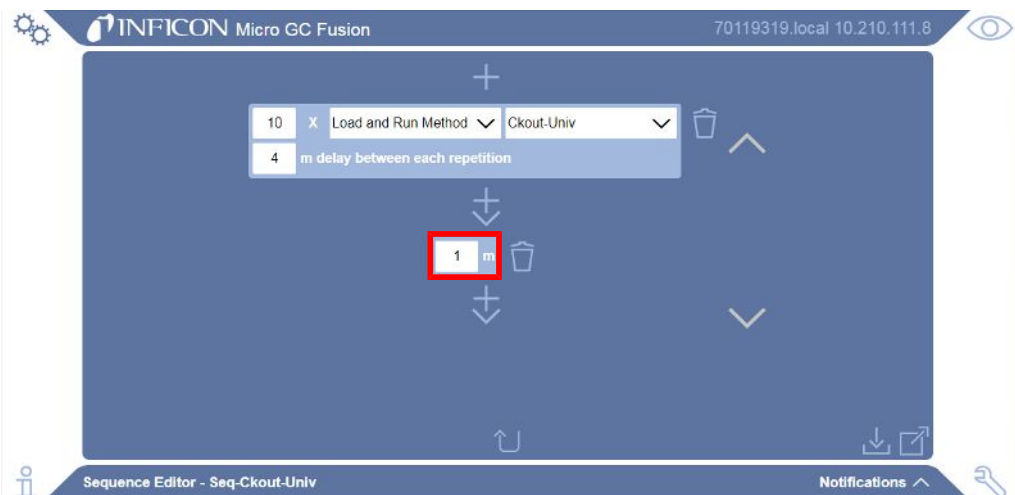 INFICON Micro GC Fusion 70119319.local 10.210.111.8
10 X Load and Run Method Ckout-Univ
4 m delay between each repetition
1 m
Sequence Editor - Seq-Ckout-Univ Notifications